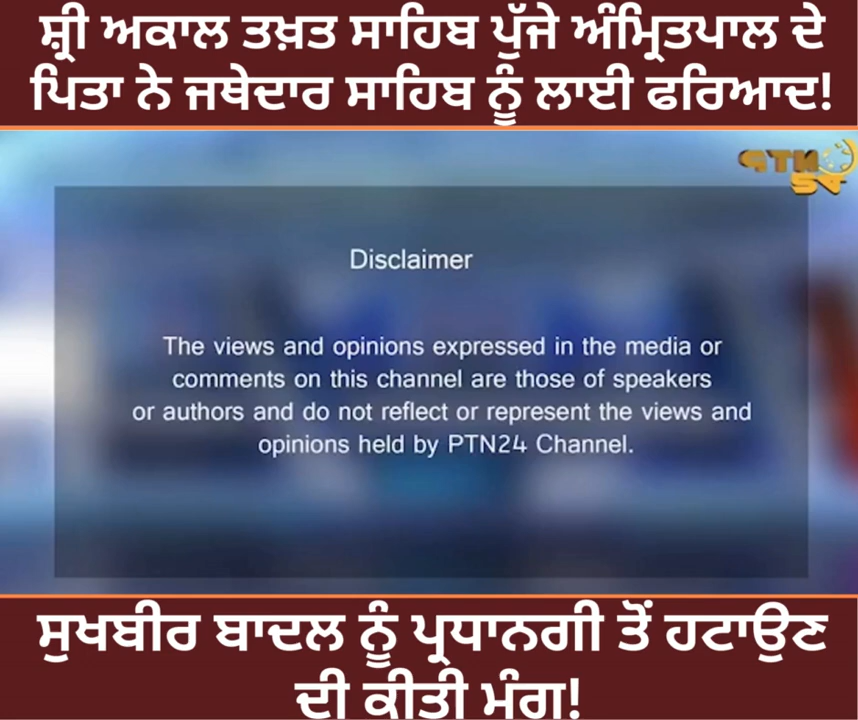 ਸ਼੍ਰੀ ਅਕਾਲ ਤਖ਼ਤ ਸਾਹਿਬ ਪੁੱਜੇ ਅੰਮ੍ਰਿਤਪਾਲ ਦੇ
ਪਿਤਾ ਨੇ ਜਥੇਦਾਰ ਸਾਹਿਬ ਨੂੰ ਲਾਈ ਫਰਿਆਦ!
PTN
24
Disclaimer
The views and opinions expressed in the media or
comments on this channel are those of speakers
or authors and do not reflect or represent the views and
opinions held by PTN24 Channel.
ਸੁਖਬੀਰ ਬਾਦਲ ਨੂੰ ਪ੍ਰਧਾਨਗੀ ਤੋਂ ਹਟਾਉਣ
ਦੀ ਕੀਤੀ ਮੰਗ!